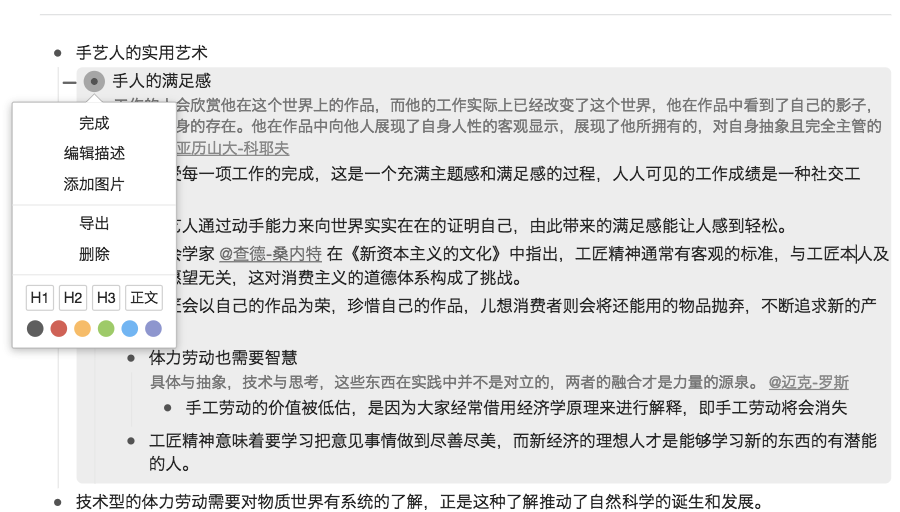 手艺人的实用艺术
手人的满足感
会欣赏他在这个世界上的作品，而他的工作实际上已经改变了这个世界，他在作品中看到了自己的影子，
完成
身的存在。他在作品中向他人展现了自身人性的客观显示，展现了他所拥有的，对自身抽象且完全主管的
编辑描述
亚历山大-科耶夫
添加图片
每一项工作的完成，这是一个充满主题感和满足感的过程，人人可见的工作成绩是一种社交工
导出
艺人通过动手能力来向世界实实在在的证明自己，由此带来的满足感能让人感到轻松。
删除
学家 @查德-桑内特 在《新资本主义的文化》中指出，工匠精神通常有客观的标准，与工匠本人及
愿望无关，这对消费主义的道德体系构成了挑战。
H1 H2 H3 正文
会以自己的作品为荣，珍惜自己的作品，儿想消费者则会将还能用的物品抛弃，不断追求新的产
体力劳动也需要智慧
具体与抽象，技术与思考，这些东西在实践中并不是对立的，两者的融合才是力量的源泉。 @迈克-罗斯
手工劳动的价值被低估，是因为大家经常借用经济学原理来进行解释，即手工劳动将会消失
工匠精神意味着要学习把意见事情做到尽善尽美，而新经济的理想人才是能够学习新的东西的有潜能
的人。
技术型的体力劳动需要对物质世界有系统的了解，正是这种了解推动了自然科学的诞生和发展。